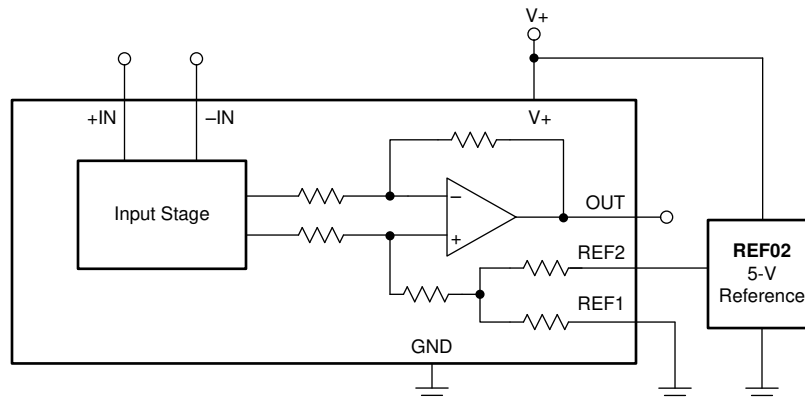 V+
+IN
–IN
V+
Input Stage
–
+
OUT
REF2
REF1
GND
REF02
5-V
Reference